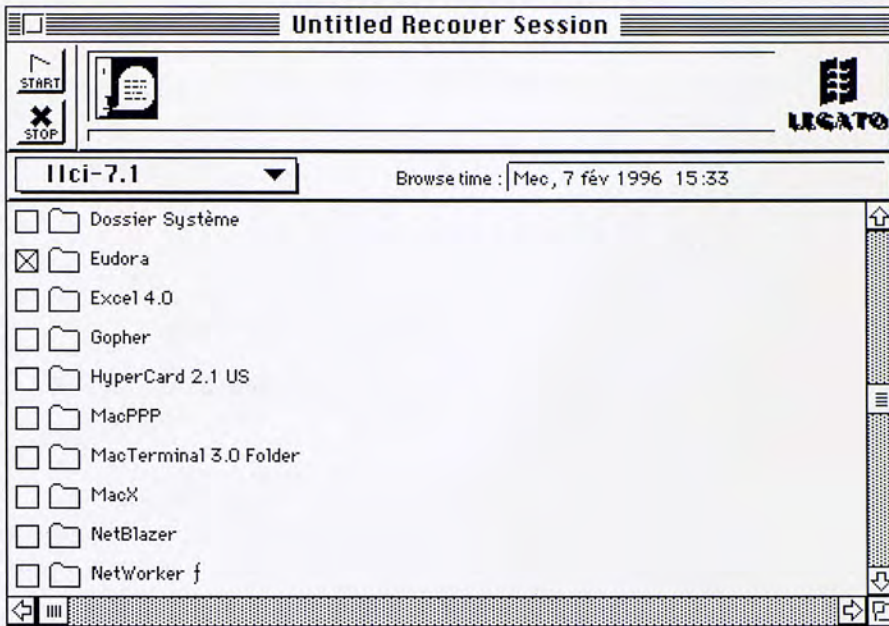 Untitled Recover Session
START
STOP
LEGATO
IIci-7.1
Browse time : Mec, 7 fév 1996 15:33
Dossier Système
Eudora
Excel 4.0
Gopher
HyperCard 2.1 US
MacPPP
MacTerminal 3.0 Folder
MacX
NetBlazer
NetWorker ƒ